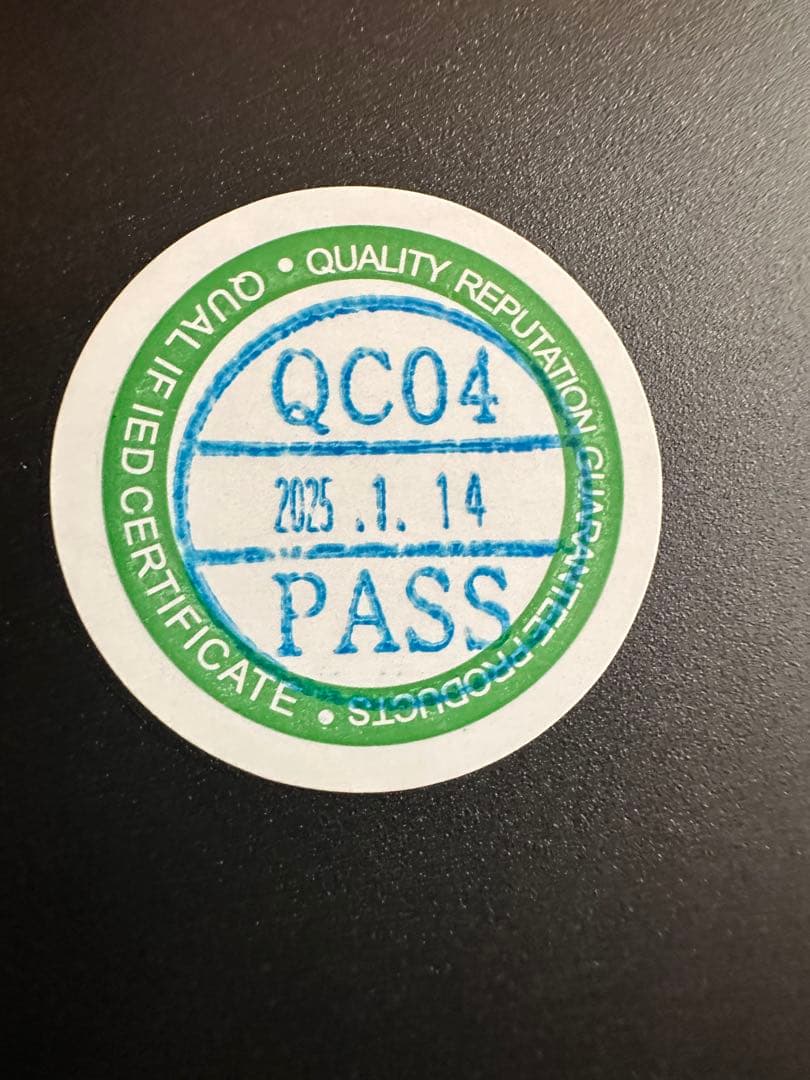 QUALITY REPUTATION GUARANTEE PRODUCTS
QUAL IF IED CERTIFICATE
QC04
2025.1.14
PASS